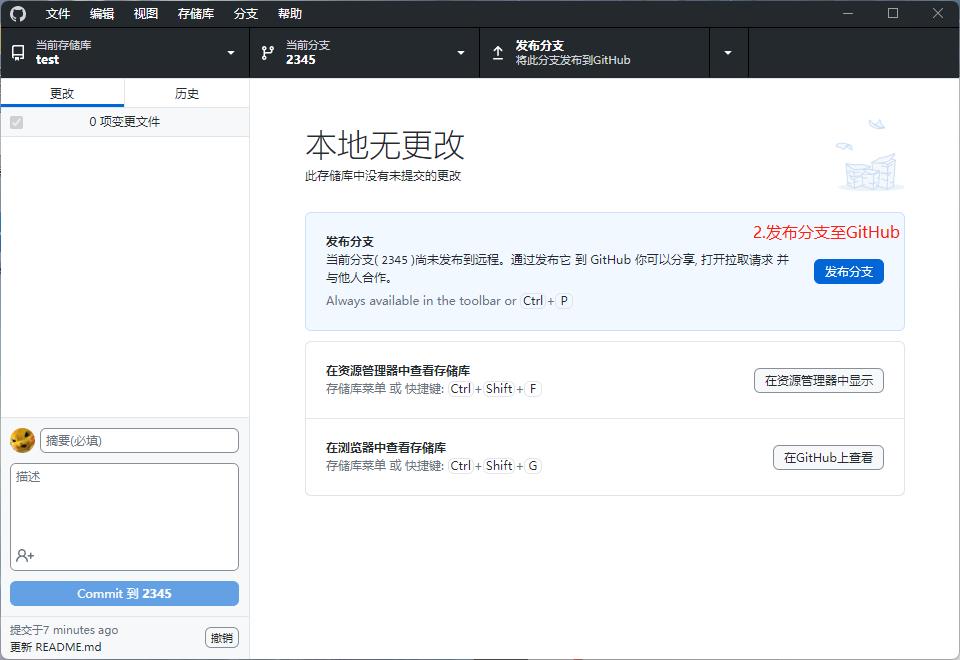 文件 编辑 视图 存储库 分支 帮助
当前存储库
test
当前分支
2345
发布分支
将此分支发布到GitHub
更改 历史
0 项变更文件
本地无更改
此存储库中没有未提交的更改
2.发布分支至GitHub
发布分支
当前分支( 2345 )尚未发布到远程。通过发布它 到 GitHub 你可以分享, 打开拉取请求 并
与他人合作。
发布分支
Always available in the toolbar or Ctrl + P
在资源管理器中查看存储库
存储库菜单 或 快捷键: Ctrl + Shift + F
在资源管理器中显示
在浏览器中查看存储库
存储库菜单 或 快捷键: Ctrl + Shift + G
在GitHub上查看
摘要(必填)
描述
Commit 到 2345
提交于7 minutes ago
更新 README.md
撤销